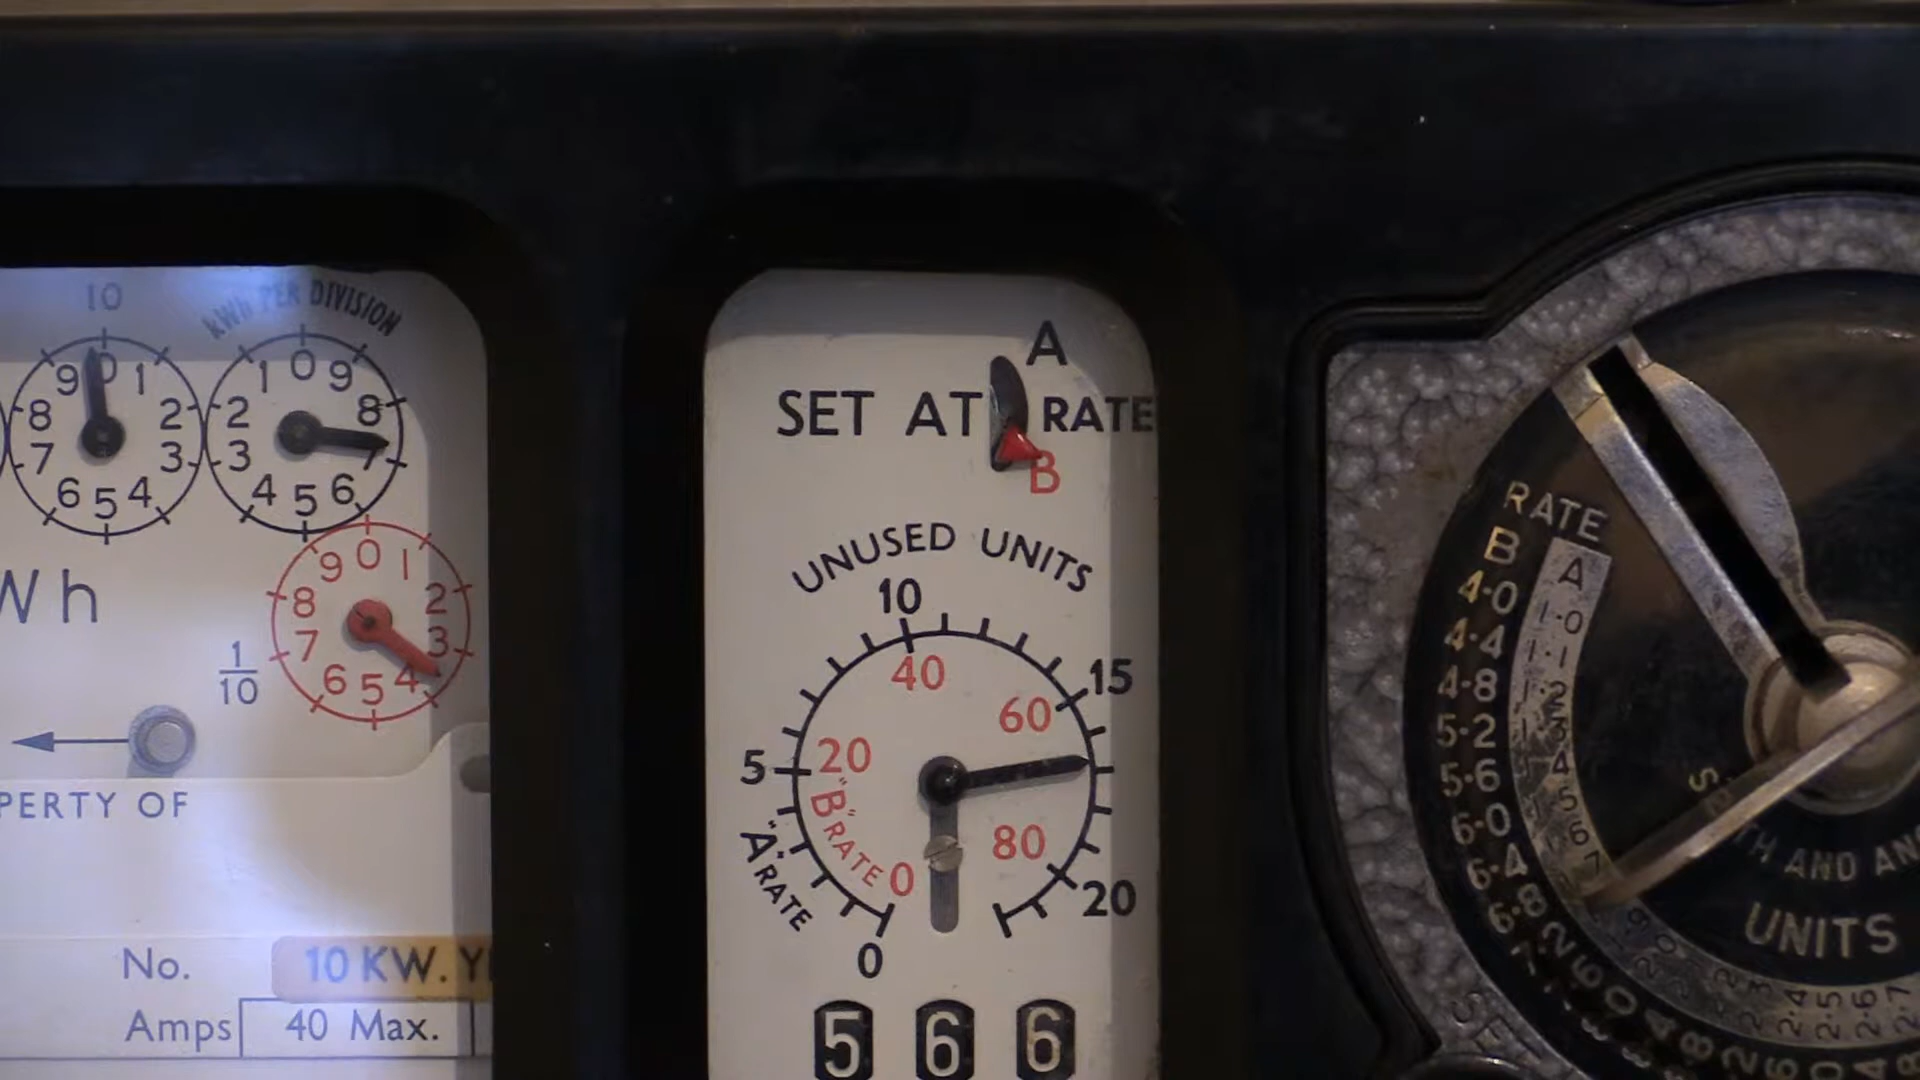 10
kWh PER DIVISION
0 1 2 3 4 5 6 7 8 9
0 9 8 7 6 5 4 3 2 1
0 1 2 3 4 5 6 7 8 9
Wh
1/10
PERTY OF
No.
10 KW.
Amps
40 Max.
A
SET AT RATE
B
UNUSED UNITS
0 5 10 15 20
0 20 40 60 80
"A" RATE
"B" RATE
5 6 6
RATE
B A
4·0 1·0
4·4 1·1
4·8 1·2
5·2
5·6
6·0
6·4
6·8
TH AND
UNITS